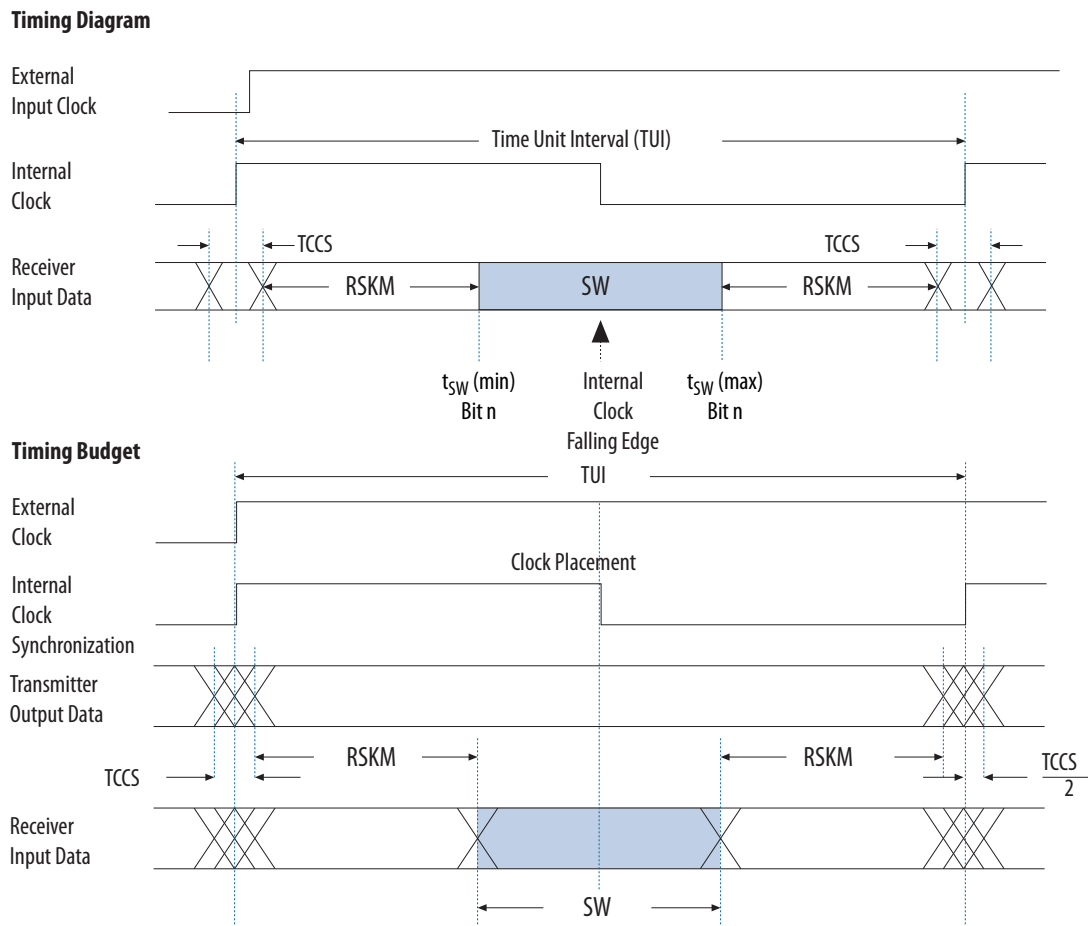 Timing Diagram
External
Input Clock
Time Unit Interval (TUI)
Internal
Clock
TCCS
TCCS
Receiver
Input Data
RSKM
SW
RSKM
tSW (min)
Bit n
Internal
Clock
Falling Edge
tSW (max)
Bit n
Timing Budget
TUI
External
Clock
Clock Placement
Internal
Clock
Synchronization
Transmitter
Output Data
RSKM
RSKM
TCCS
TCCS
2
Receiver
Input Data
SW